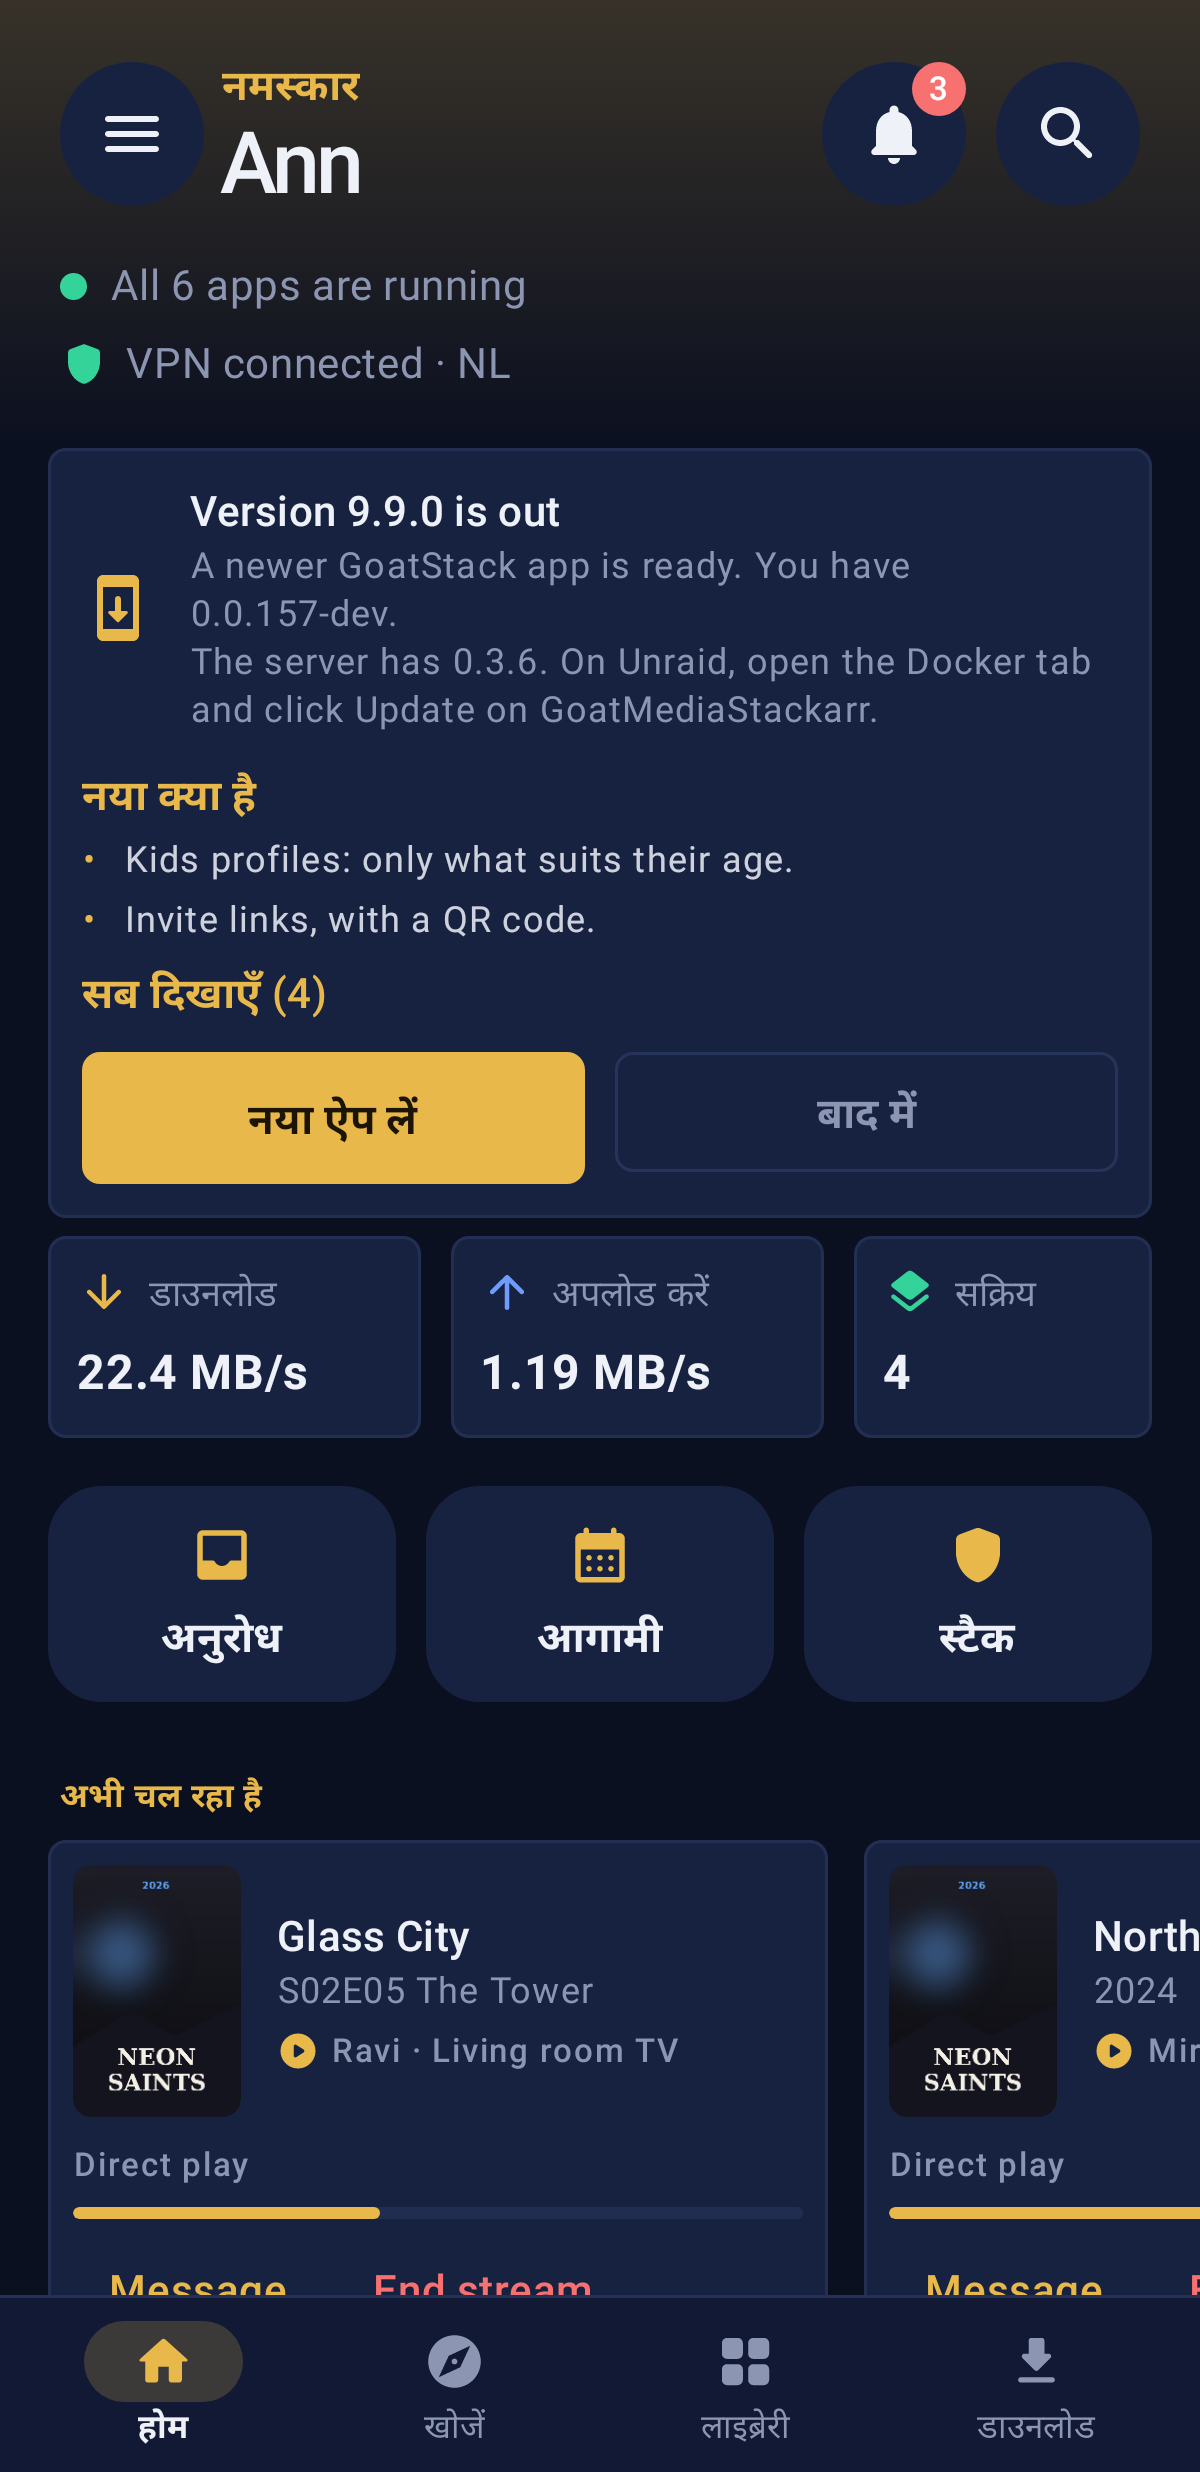 नमस्कार
Ann
3
All 6 apps are running
VPN connected · NL
Version 9.9.0 is out
A newer GoatStack app is ready. You have
0.0.157-dev.
The server has 0.3.6. On Unraid, open the Docker tab
and click Update on GoatMediaStackarr.
नया क्या है
• Kids profiles: only what suits their age.
• Invite links, with a QR code.
सब दिखाएँ (4)
नया ऐप लें
बाद में
डाउनलोड
22.4 MB/s
अपलोड करें
1.19 MB/s
सक्रिय
4
अनुरोध
आगामी
स्टैक
अभी चल रहा है
2026
NEON
SAINTS
Glass City
S02E05 The Tower
Ravi · Living room TV
Direct play
Message
End stream
2026
NEON
SAINTS
North
2024
Direct play
Message
होम
खोजें
लाइब्रेरी
डाउनलोड